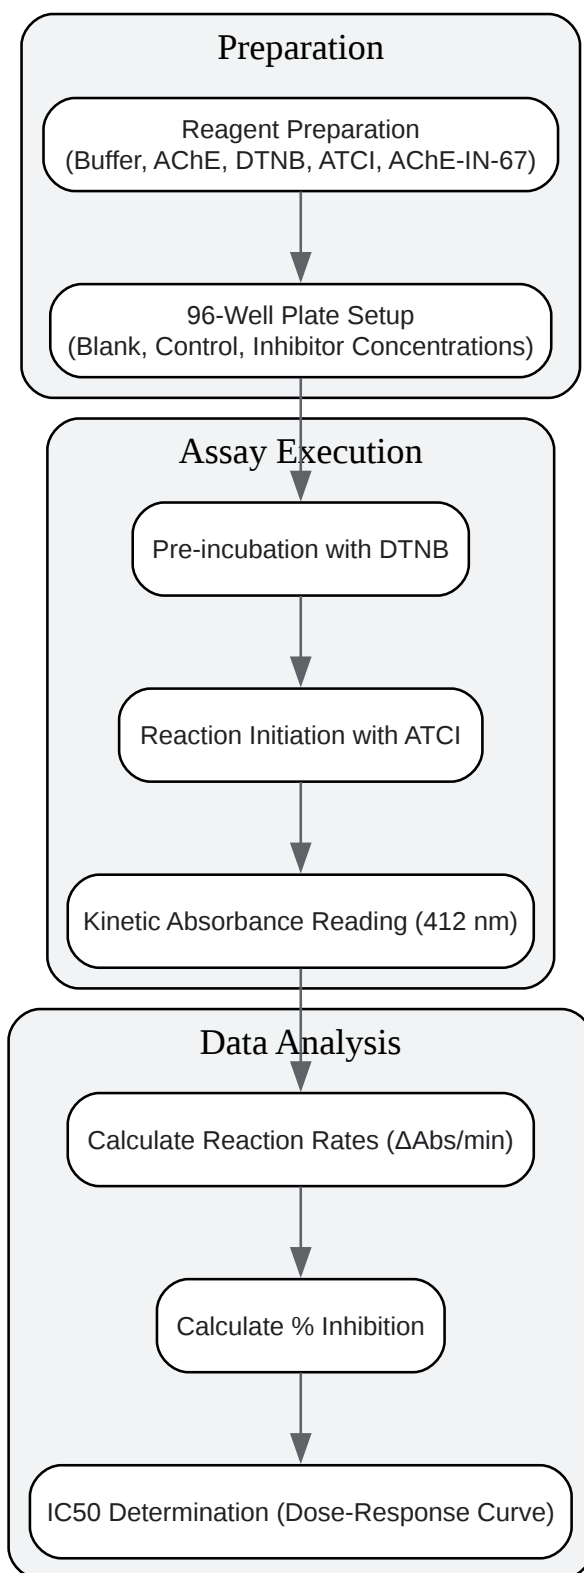 Preparation
Reagent Preparation
(Buffer, AChE, DTNB, ATCI, AChE-IN-67)
96-Well Plate Setup
(Blank, Control, Inhibitor Concentrations)
Assay Execution
Pre-incubation with DTNB
Reaction Initiation with ATCI
Kinetic Absorbance Reading (412 nm)
Data Analysis
Calculate Reaction Rates (ΔAbs/min)
Calculate % Inhibition
IC50 Determination (Dose-Response Curve)